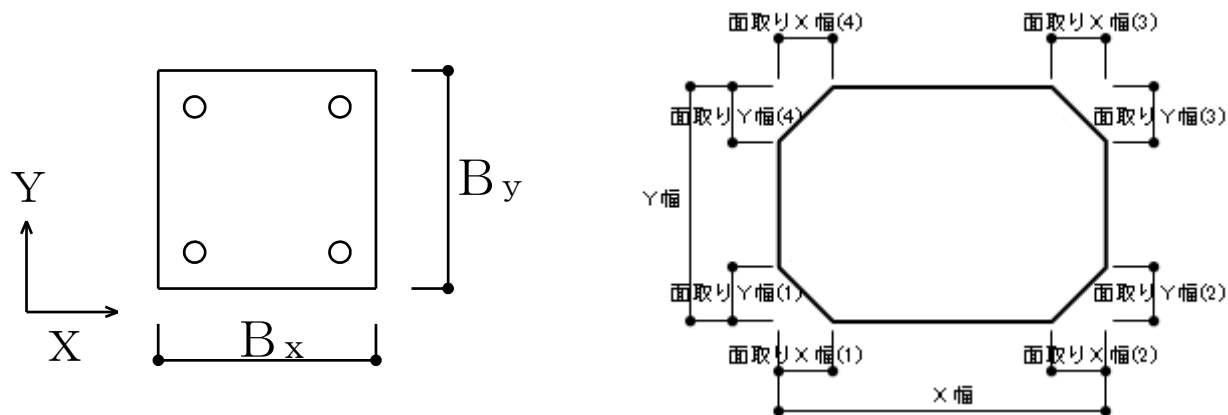 By
Y
X
Bx
面取りX幅(4)
面取りX幅(3)
面取りY幅(4)
面取りY幅(3)
Y幅
面取りY幅(1)
面取りY幅(2)
面取りX幅(1)
面取りX幅(2)
X幅